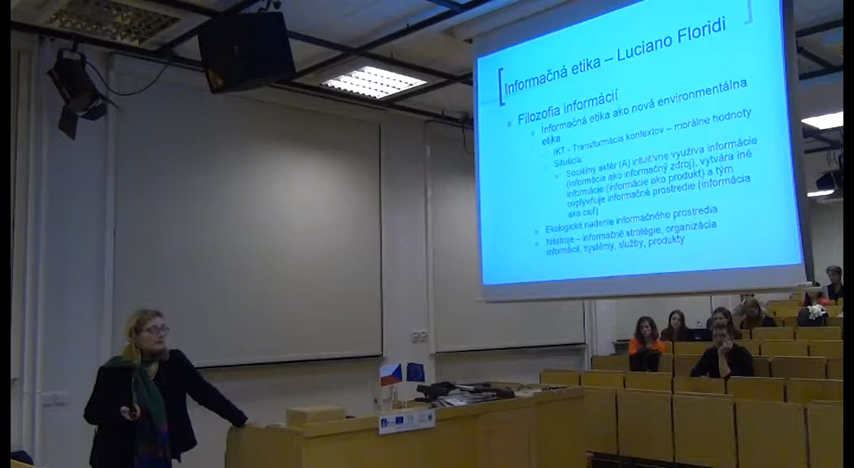 Informačná etika – Luciano Floridi
Filozofia informácií
Informačná etika ako nová environmentálna
etika
IKT - Transformácia kontextov – morálne hodnoty
Situácia:
Sociálny aktér (A) intuitívne využíva informácie
(informácia ako informačný zdroj), vytvára iné
informácie (informácie ako produkt) a tým
ovplyvňuje informačné prostredie (informácia
ako cieľ)
Ekologické riadenie informačného prostredia
Nástroje – informačné stratégie, organizácia
informácií, systémy, služby, produkty